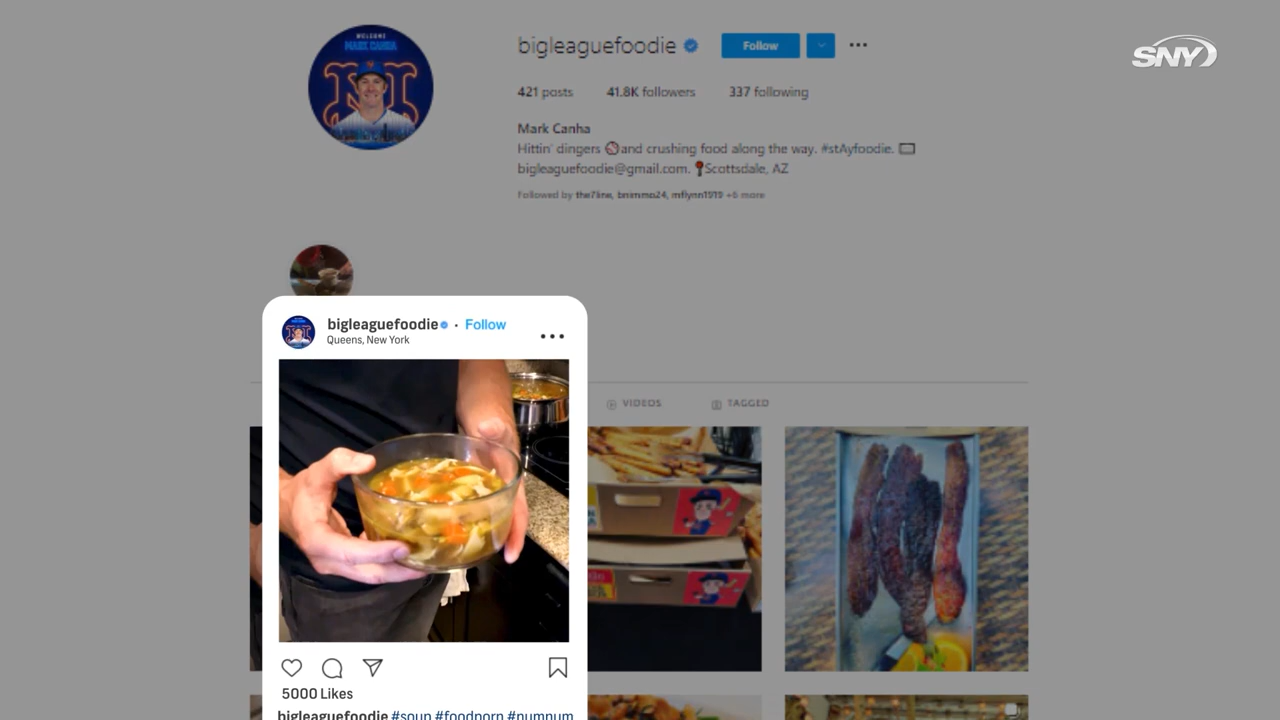 WELCOME
MARK CANHA
bigleaguefoodie
Follow
SNY
421 posts 41.8K followers 337 following
Mark Canha
Hittin' dingers and crushing food along the way. #stAyfoodie.
bigleaguefoodie@gmail.com. Scottsdale, AZ
Followed by the7line, bnimmo24, mflynn1919 +6 more
bigleaguefoodie · Follow
Queens, New York
VIDEOS
TAGGED
5000 Likes
bigleaguefoodie #soup #foodporn #numnum